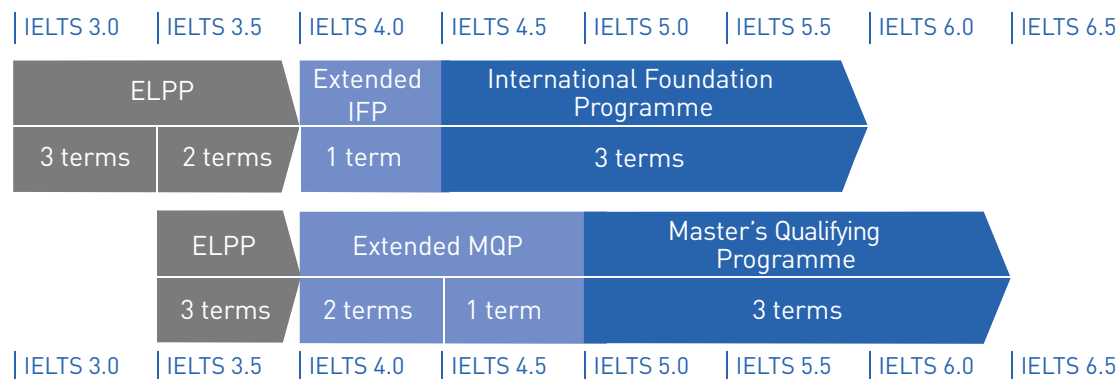 IELTS 3.0 IELTS 3.5 IELTS 4.0 IELTS 4.5 IELTS 5.0 IELTS 5.5 IELTS 6.0 IELTS 6.5
ELPP
Extended
IFP
International Foundation
Programme
3 terms 2 terms 1 term 3 terms
ELPP
Extended MQP
Master's Qualifying
Programme
3 terms 2 terms 1 term 3 terms
IELTS 3.0 IELTS 3.5 IELTS 4.0 IELTS 4.5 IELTS 5.0 IELTS 5.5 IELTS 6.0 IELTS 6.5